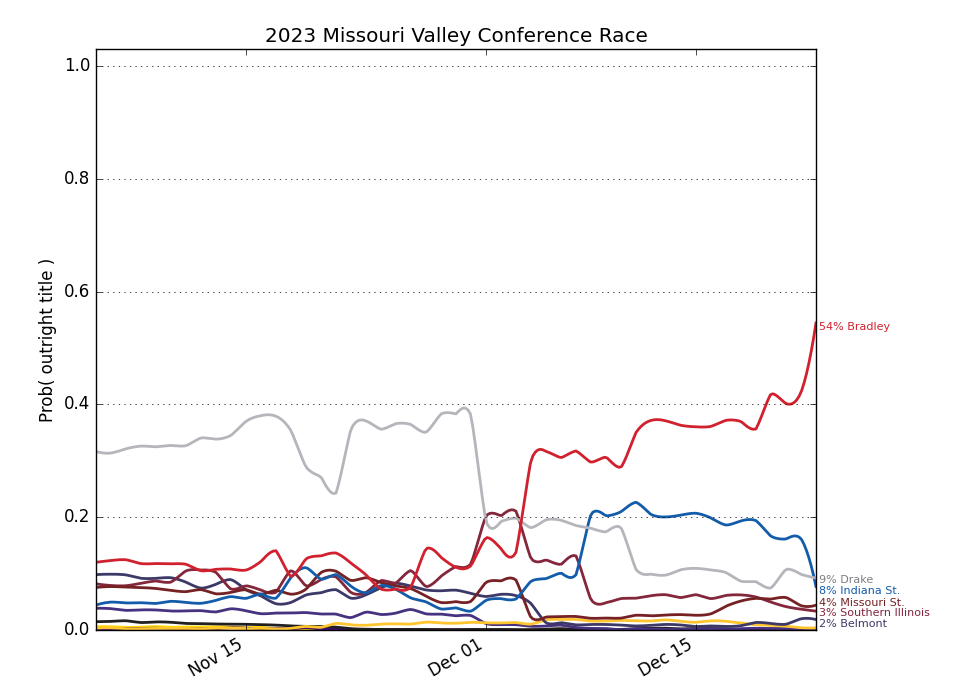 2023 Missouri Valley Conference Race
Prob( outright title )
1.0
0.8
0.6
0.4
0.2
0.0
Nov 15
Dec 01
Dec 15
54% Bradley
9% Drake
8% Indiana St.
4% Missouri St.
3% Southern Illinois
2% Belmont